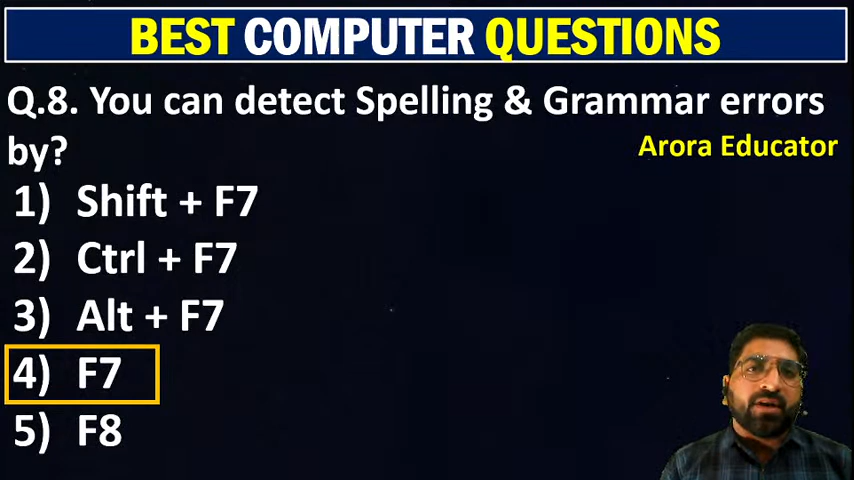 BEST COMPUTER QUESTIONS
Q.8. You can detect Spelling & Grammar errors
by?
Arora Educator
1) Shift + F7
2) Ctrl + F7
3) Alt + F7
4) F7
5) F8